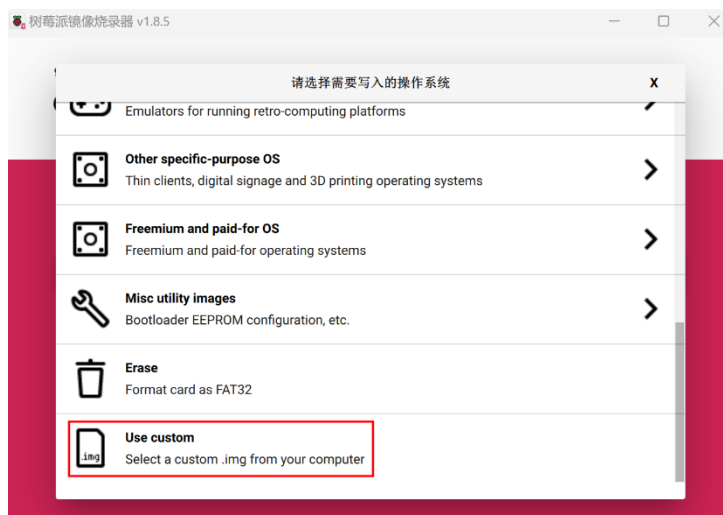 树莓派镜像烧录器 v1.8.5
请选择需要写入的操作系统
X
Emulators for running retro-computing platforms
Other specific-purpose OS
Thin clients, digital signage and 3D printing operating systems
Freemium and paid-for OS
Freemium and paid-for operating systems
Misc utility images
Bootloader EEPROM configuration, etc.
Erase
Format card as FAT32
Use custom
.img
Select a custom .img from your computer